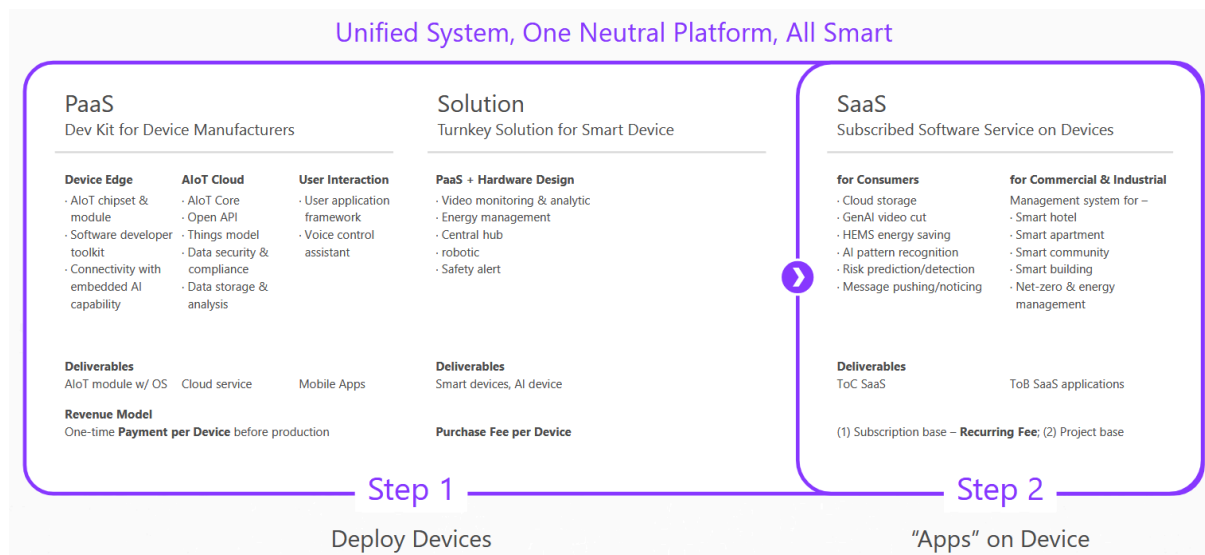 Unified System, One Neutral Platform, All Smart
PaaS
Dev Kit for Device Manufacturers
Device Edge
· AIoT chipset &
module
· Software developer
toolkit
· Connectivity with
embedded AI
capability
AIoT Cloud
· AIoT Core
· Open API
· Things model
· Data security &
compliance
· Data storage &
analysis
User Interaction
· User application
framework
· Voice control
assistant
Deliverables
AIoT module w/ OS
Cloud service
Mobile Apps
Revenue Model
One-time Payment per Device before production
Solution
Turnkey Solution for Smart Device
PaaS + Hardware Design
· Video monitoring & analytic
· Energy management
· Central hub
· robotic
· Safety alert
Deliverables
Smart devices, AI device
Purchase Fee per Device
SaaS
Subscribed Software Service on Devices
for Consumers
· Cloud storage
· GenAI video cut
· HEMS energy saving
· AI pattern recognition
· Risk prediction/detection
· Message pushing/noticing
for Commercial & Industrial
Management system for –
· Smart hotel
· Smart apartment
· Smart community
· Smart building
· Net-zero & energy
management
Deliverables
ToC SaaS
ToB SaaS applications
(1) Subscription base – Recurring Fee; (2) Project base
Step 1
Deploy Devices
Step 2
“Apps” on Device